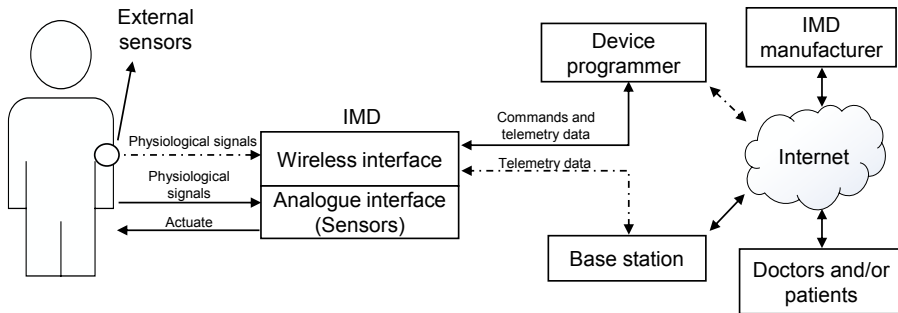 External
sensors
Physiological signals
Physiological
signals
Actuate
IMD
Wireless interface
Analogue interface
(Sensors)
Commands and
telemetry data
Telemetry data
Device
programmer
Base station
IMD
manufacturer
Internet
Doctors and/or
patients